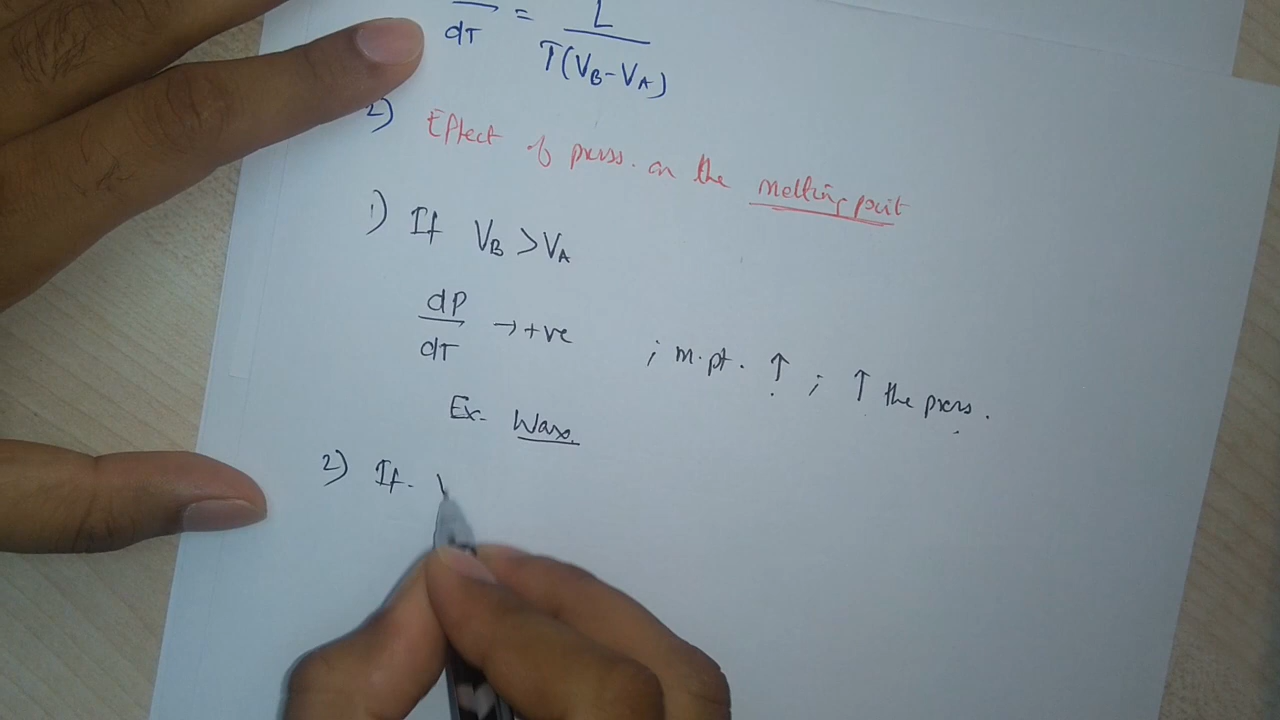 dT = L / T(VB - VA)
2) Effect of press. on the melting point
1) If VB > VA
dP / dT → +ve ; m.pt. ↑ ; ↑ the press.
Ex- Wax.
2) If. V